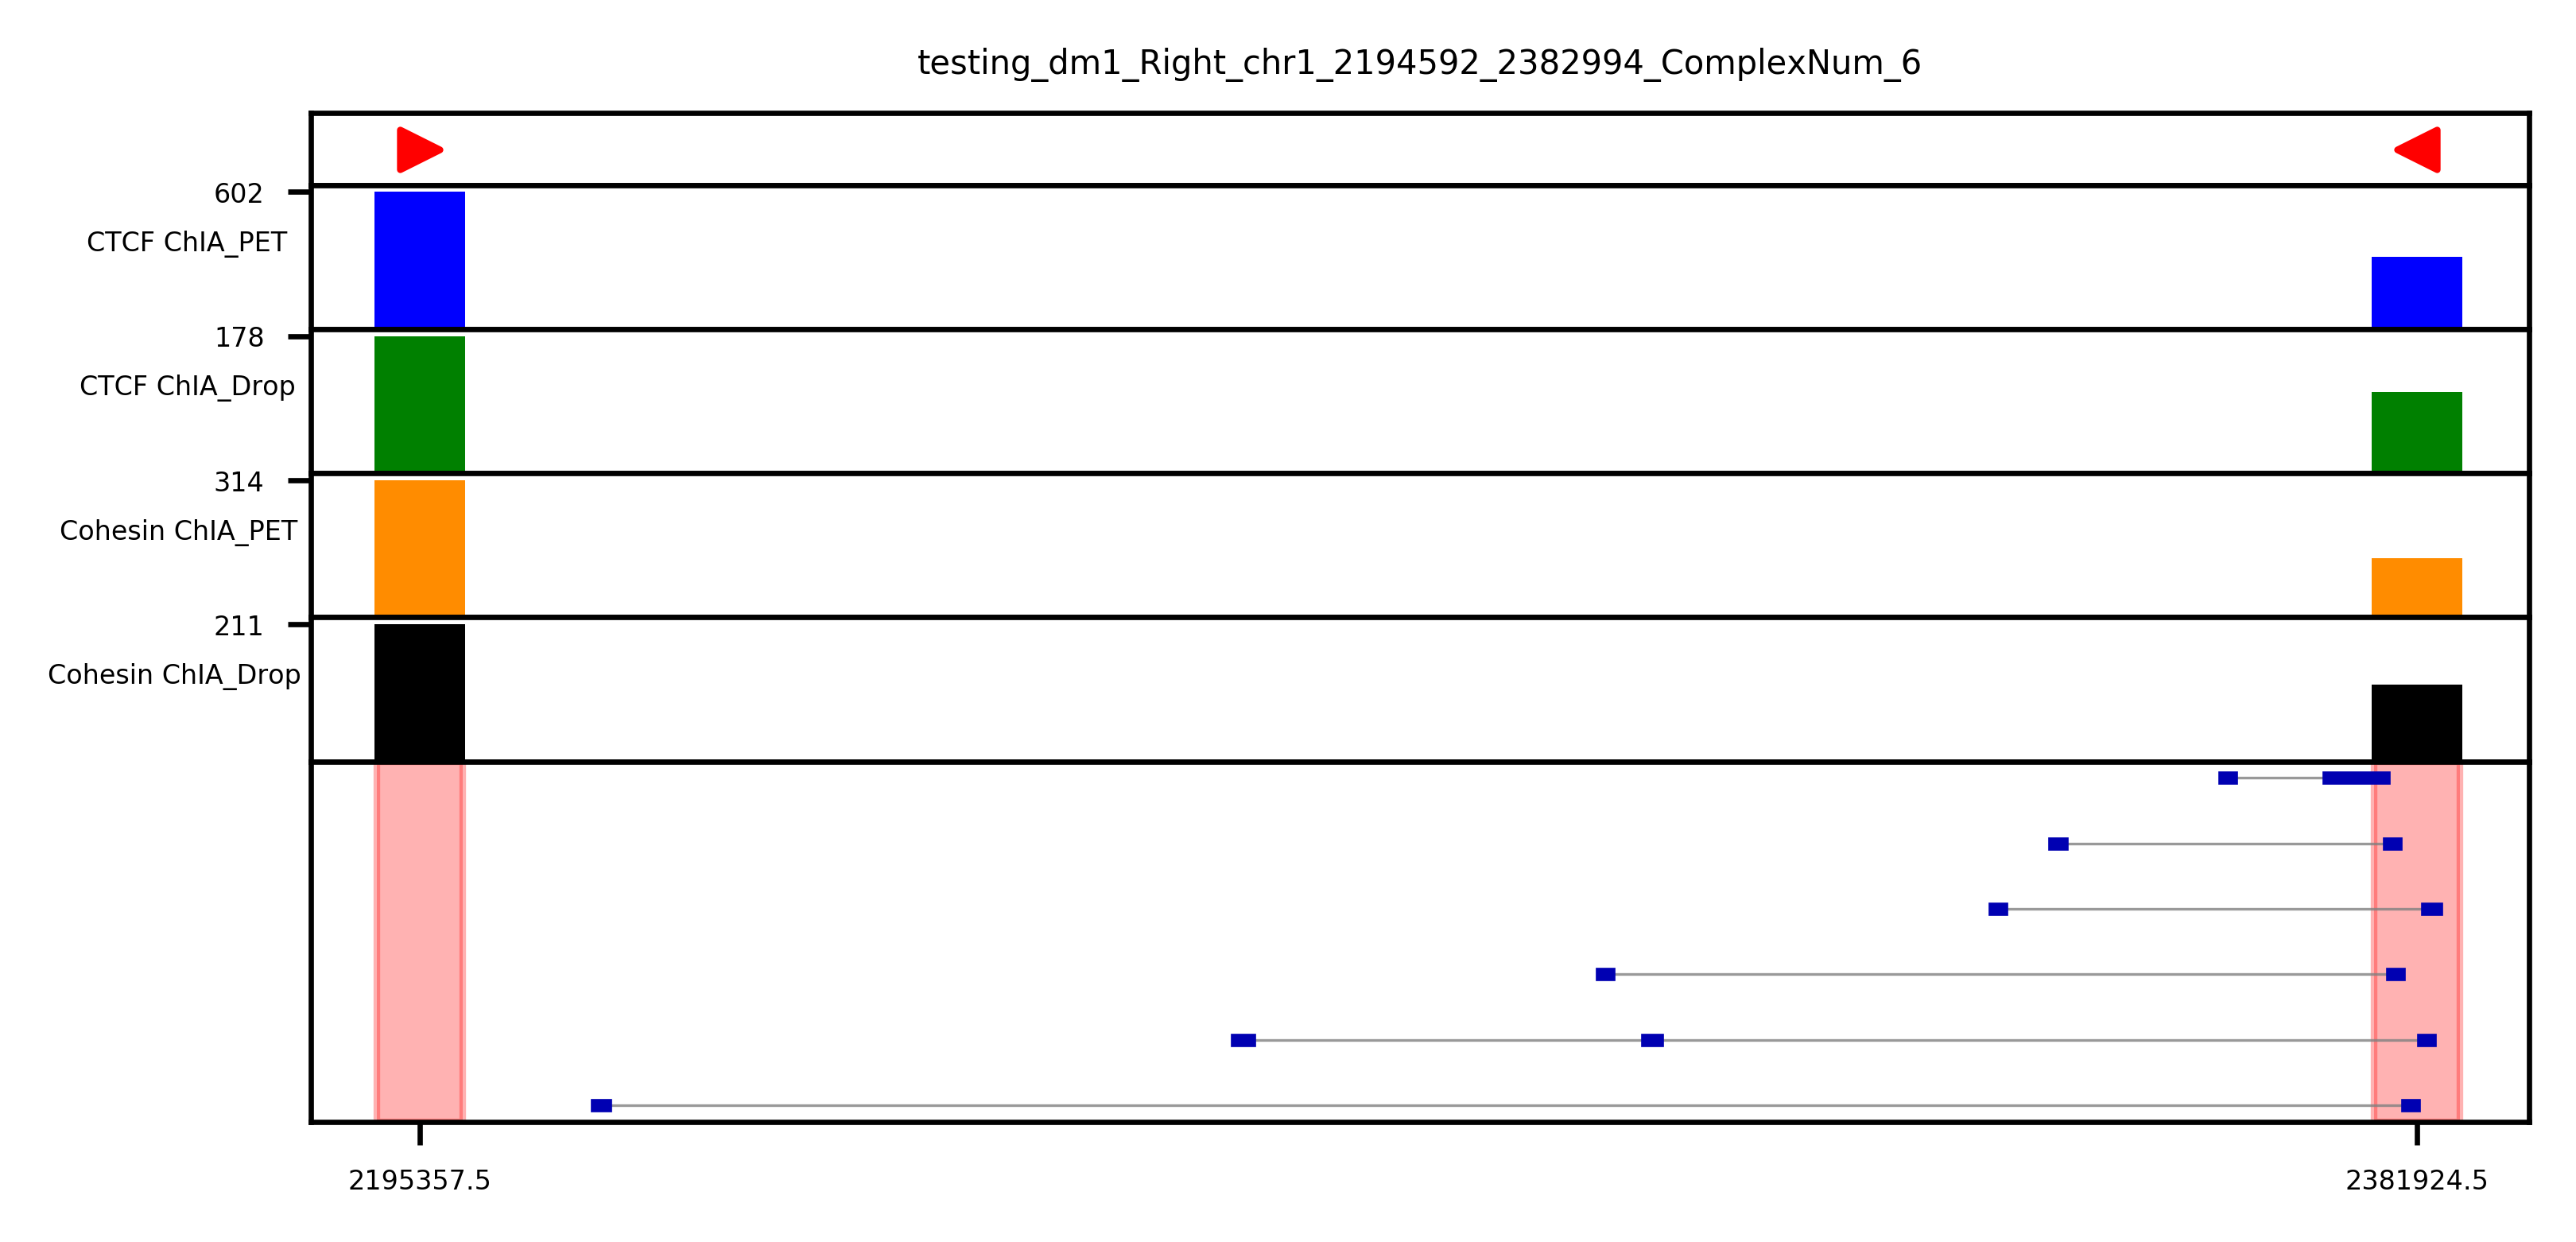 testing_dm1_Right_chr1_2194592_2382994_ComplexNum_6
602
CTCF ChIA_PET
178
CTCF ChIA_Drop
314
Cohesin ChIA_PET
211
Cohesin ChIA_Drop
2195357.5
2381924.5